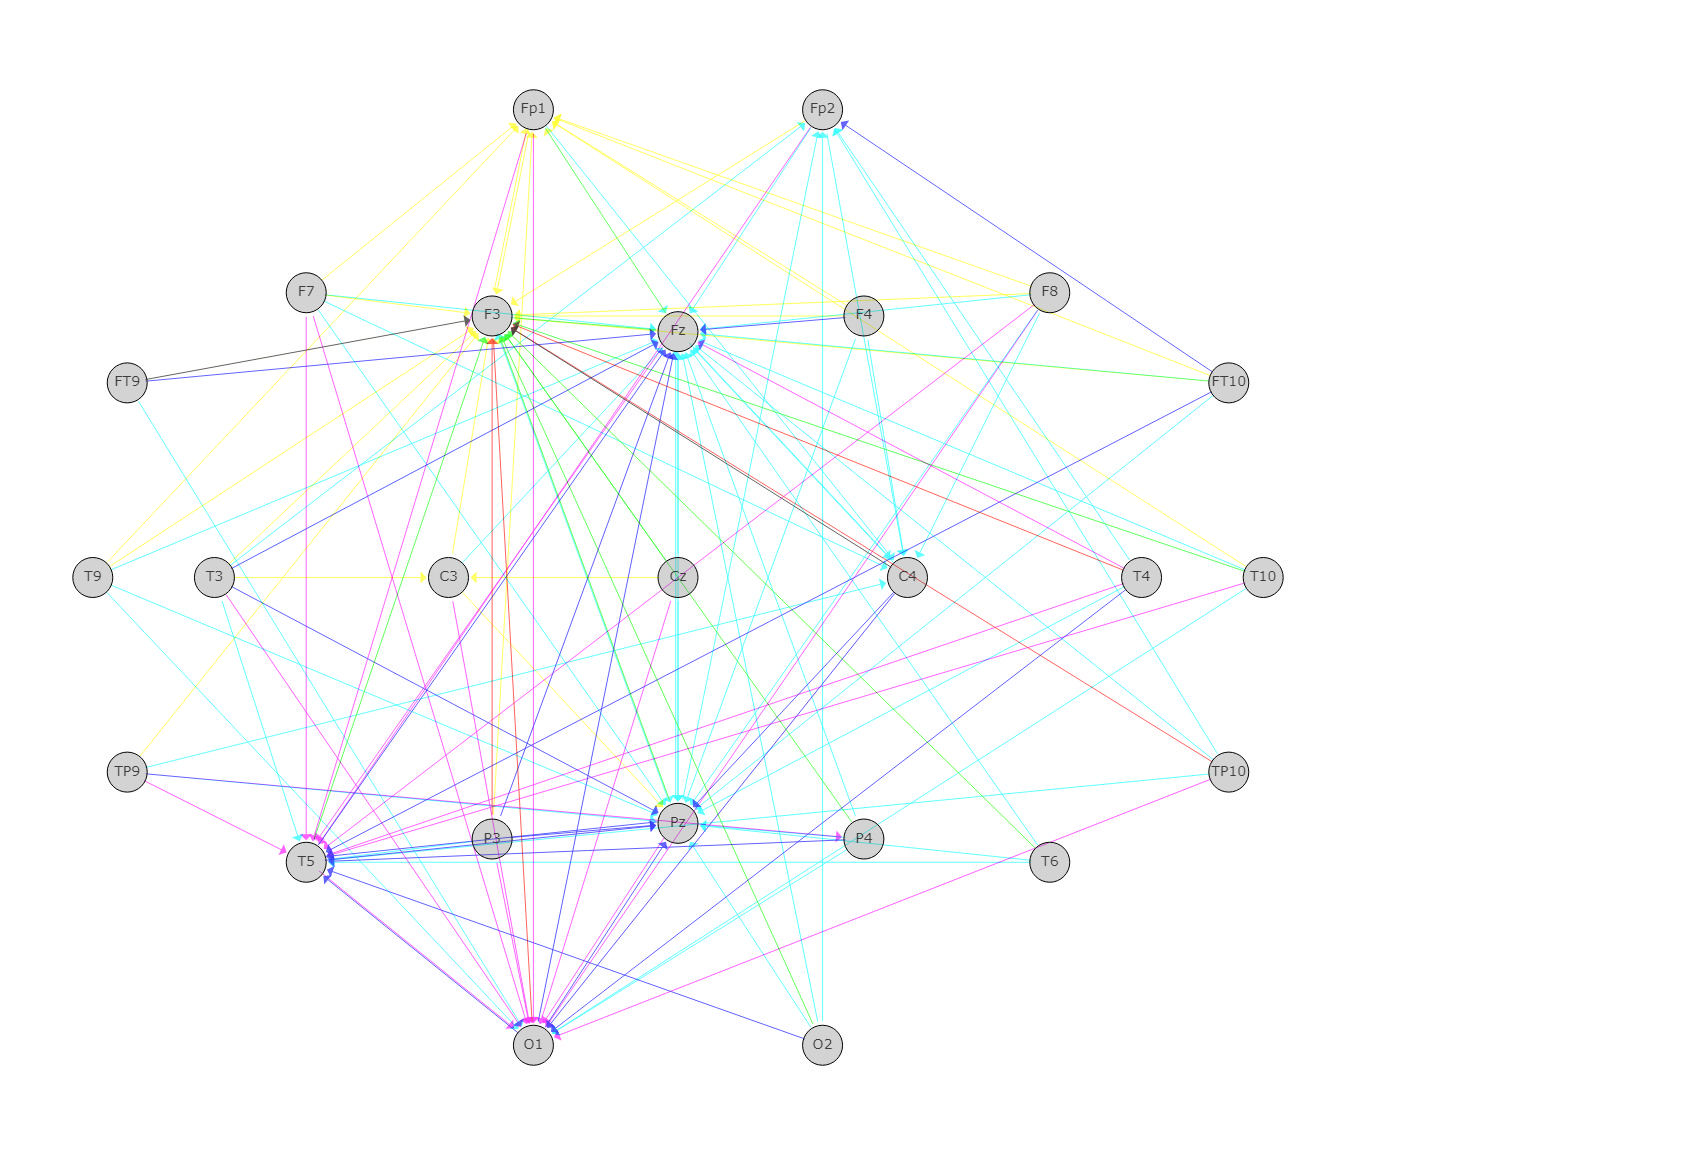 Fp1 Fp2
F7 F3 Fz F4 F8
FT9 FT10
T9 T3 C3 Cz C4 T4 T10
TP9 TP10
T5 P3 Pz P4 T6
O1 O2